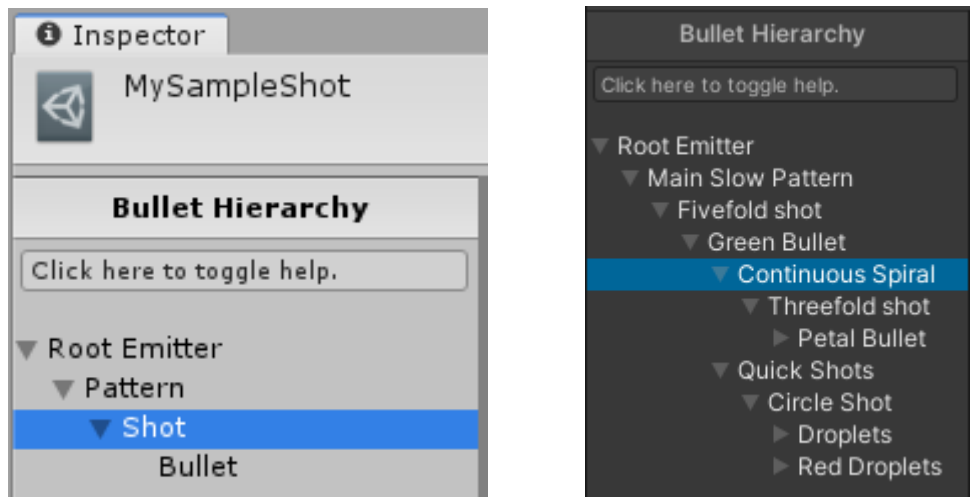 Inspector
MySampleShot
Bullet Hierarchy
Click here to toggle help.
Root Emitter
Pattern
Shot
Bullet
Bullet Hierarchy
Click here to toggle help.
Root Emitter
Main Slow Pattern
Fivefold shot
Green Bullet
Continuous Spiral
Threefold shot
Petal Bullet
Quick Shots
Circle Shot
Droplets
Red Droplets